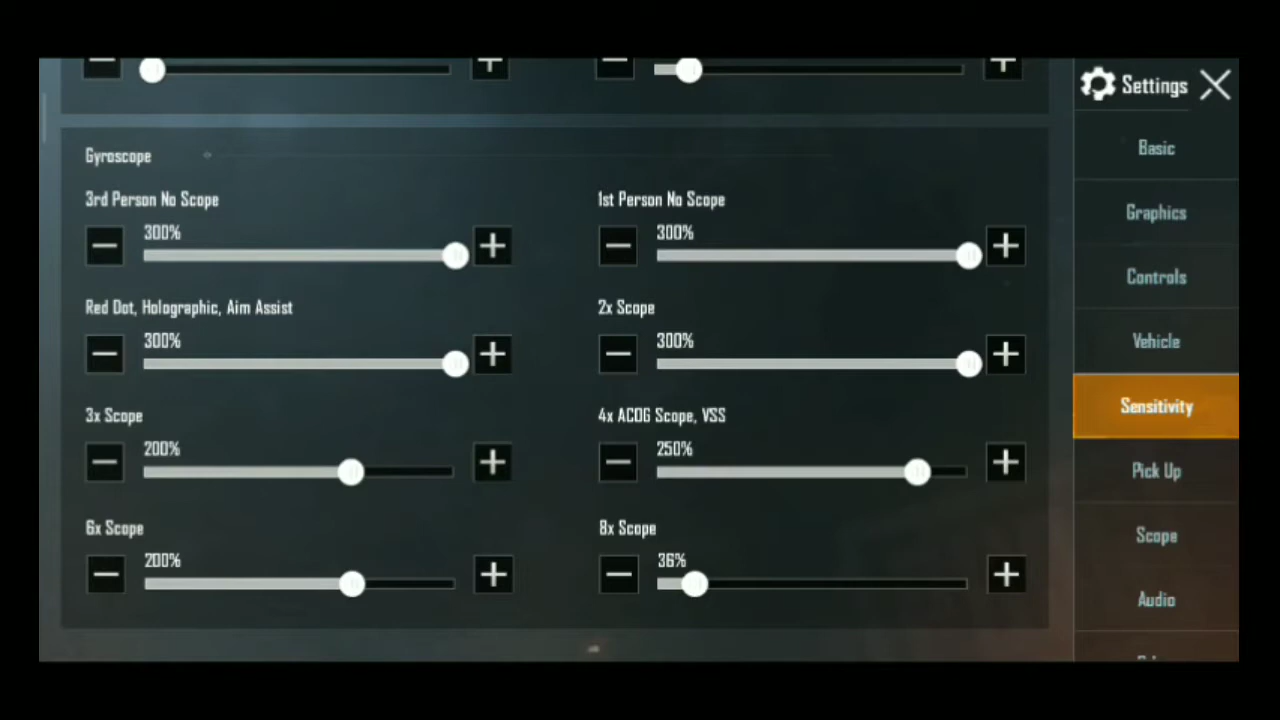 Settings
Gyroscope
3rd Person No Scope
300%
1st Person No Scope
300%
Red Dot, Holographic, Aim Assist
300%
2x Scope
300%
3x Scope
200%
4x ACOG Scope, VSS
250%
6x Scope
200%
8x Scope
36%
Basic
Graphics
Controls
Vehicle
Sensitivity
Pick Up
Scope
Audio